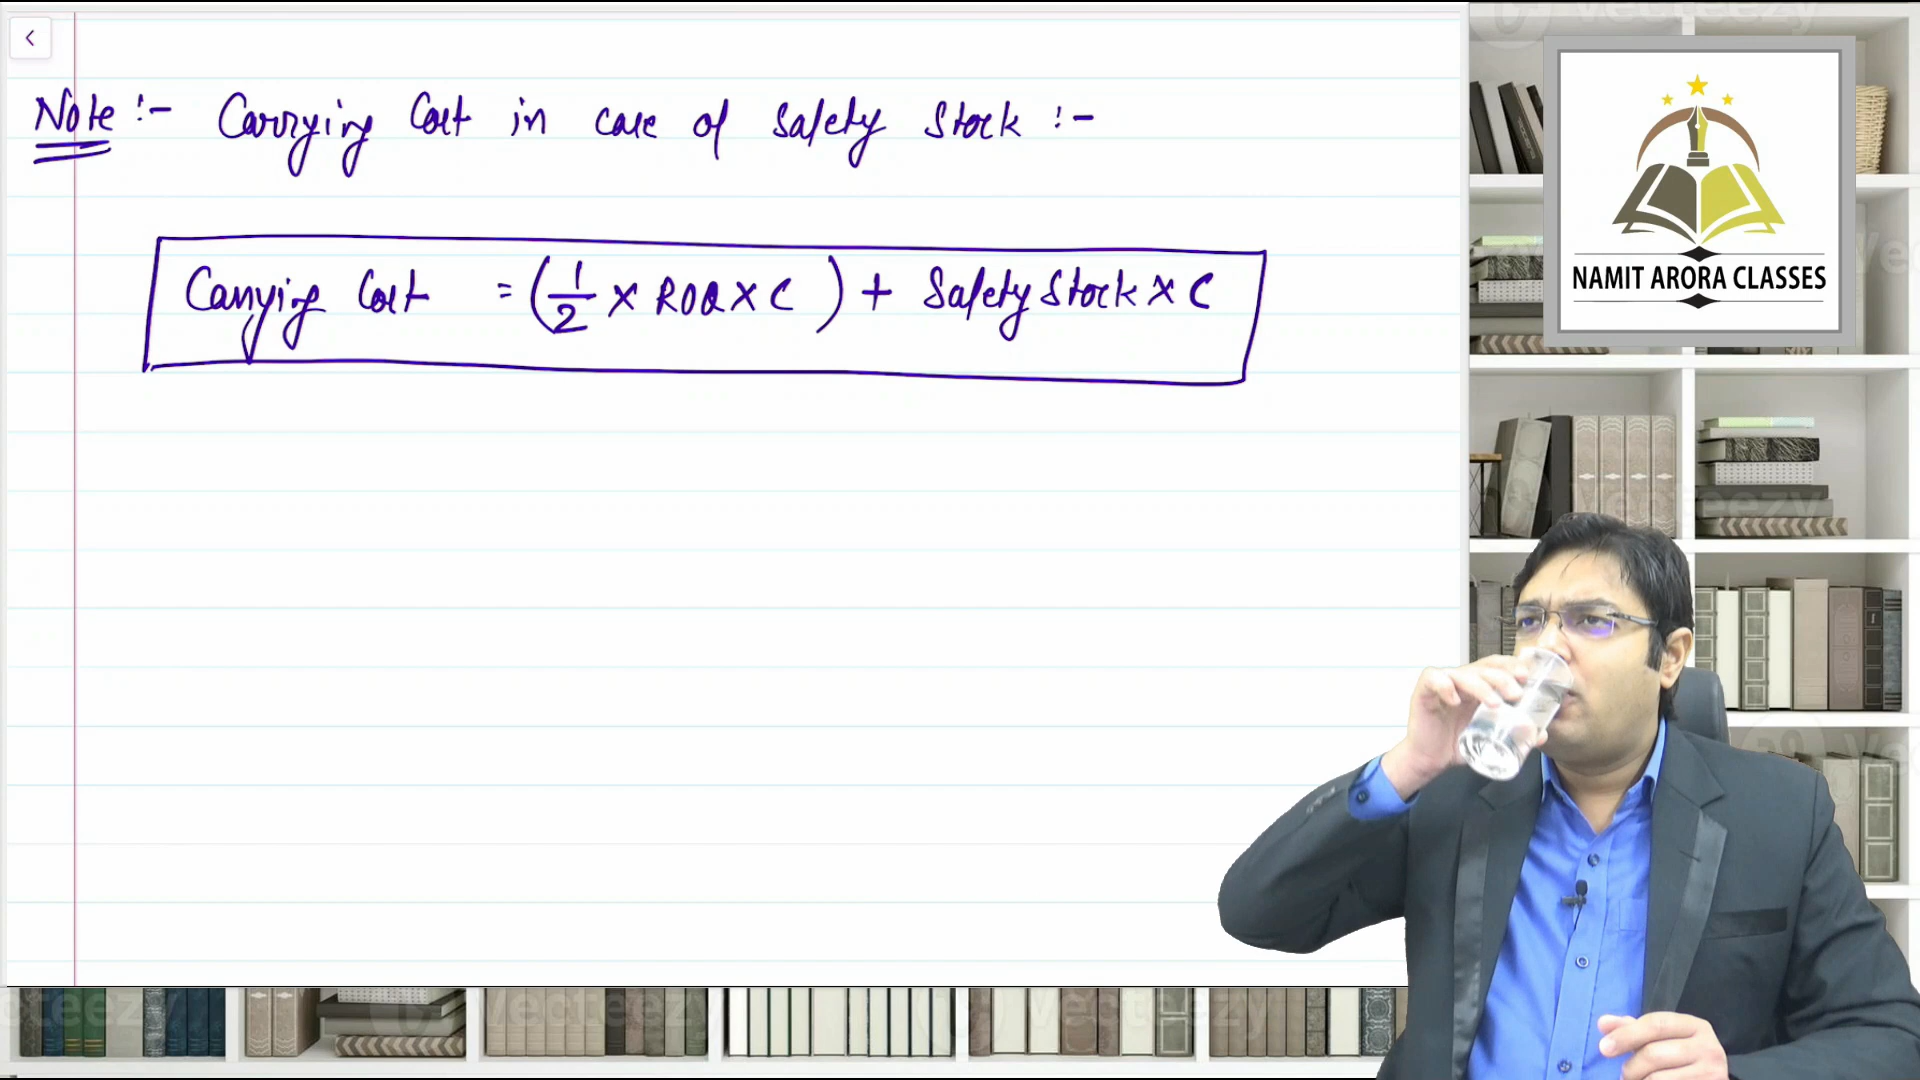 Note :- Carrying Cost in case of Safety Stock :-
Carrying Cost = (1/2 × ROQ × C) + Safety Stock × C
NAMIT ARORA CLASSES